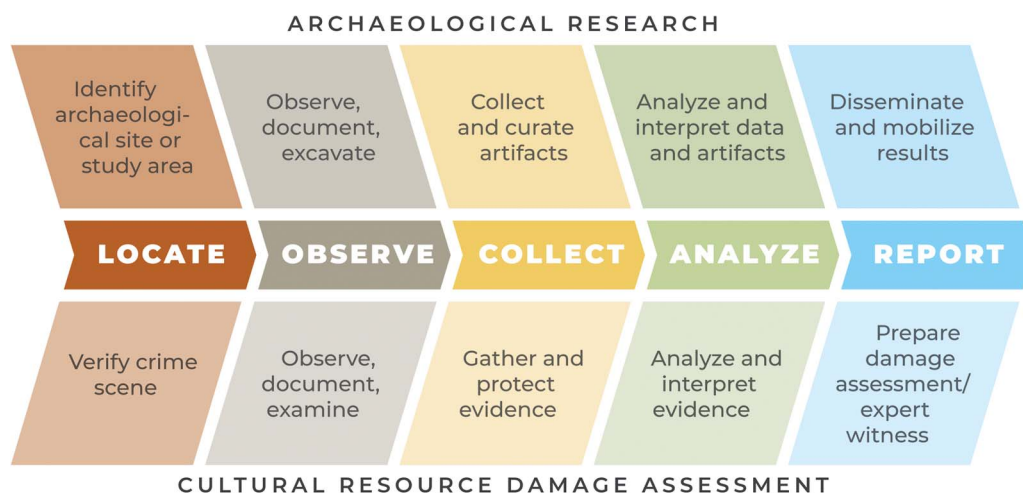 ARCHAEOLOGICAL RESEARCH
Identify
archaeologi-
cal site or
study area
Observe,
document,
excavate
Collect
and curate
artifacts
Analyze and
interpret data
and artifacts
Disseminate
and mobilize
results
LOCATE
OBSERVE
COLLECT
ANALYZE
REPORT
Verify crime
scene
Observe,
document,
examine
Gather and
protect
evidence
Analyze and
interpret
evidence
Prepare
damage
assessment/
expert
witness
CULTURAL RESOURCE DAMAGE ASSESSMENT